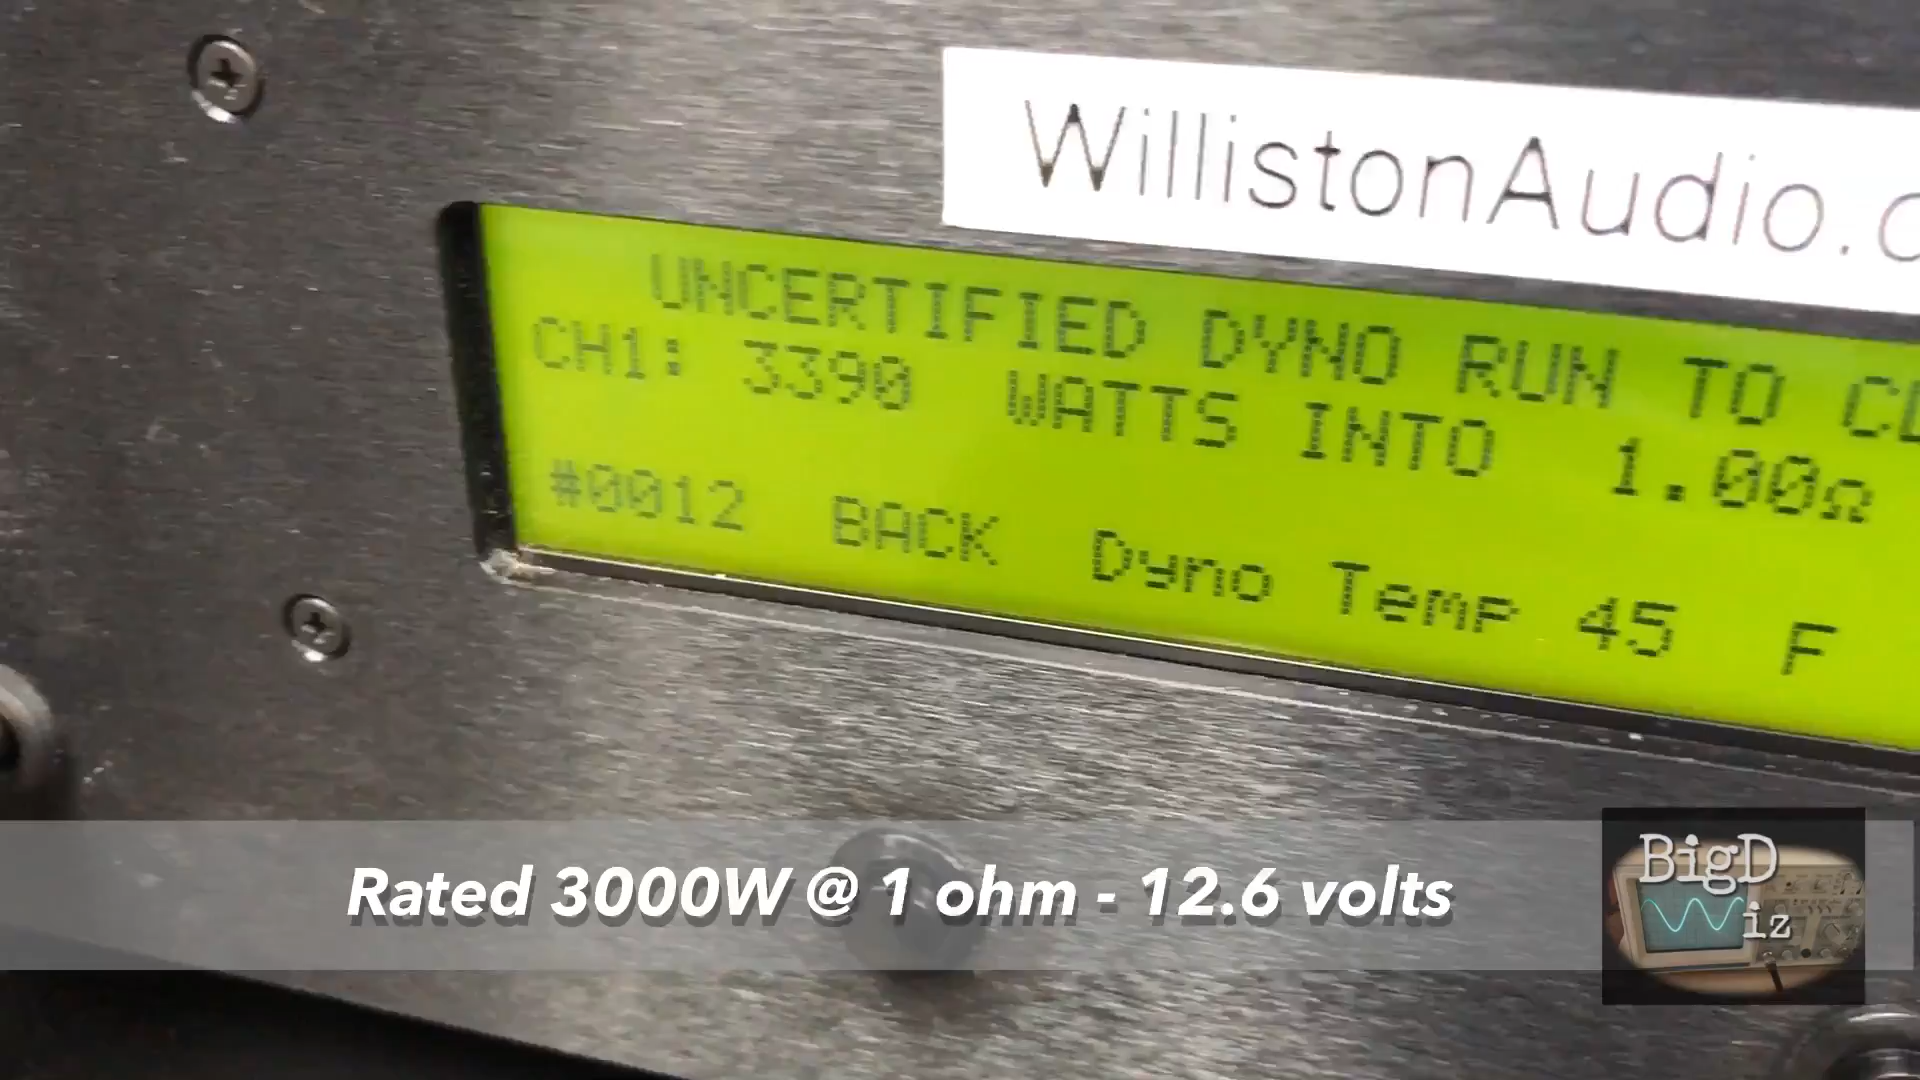 WillistonAudio.c
UNCERTIFIED DYNO RUN TO
CH1: 3390 WATTS INTO 1.00Ω
#0012 BACK Dyno Temp 45 F
Rated 3000W @ 1 ohm - 12.6 volts
BigD
Wiz